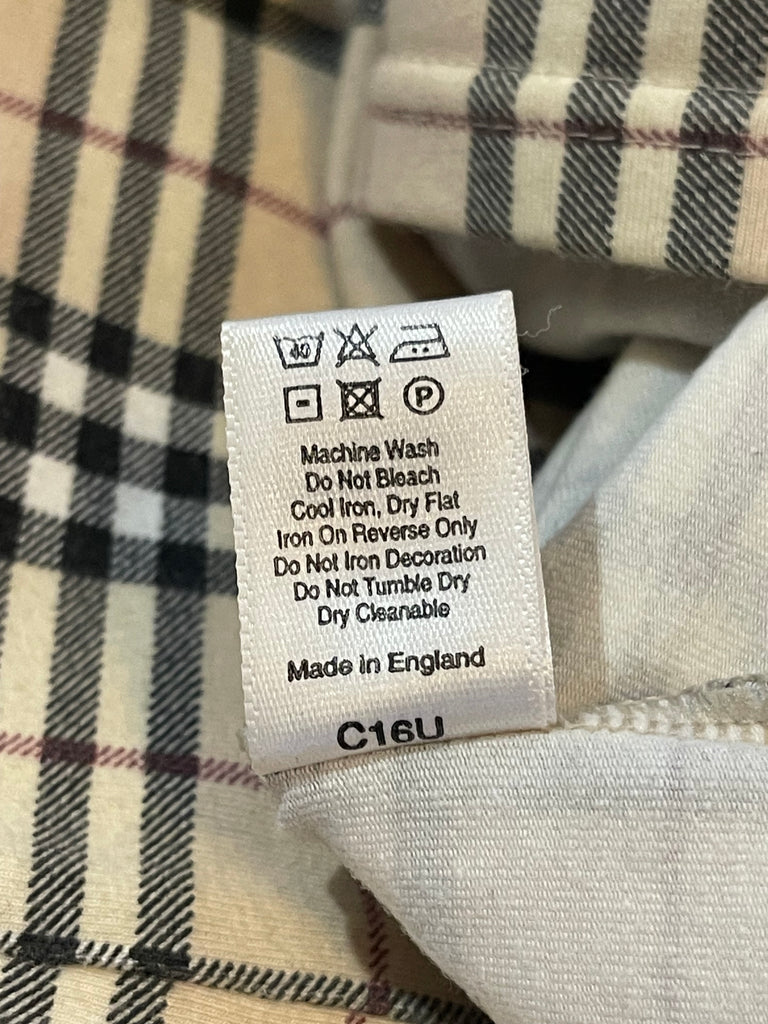 40
P
Machine Wash
Do Not Bleach
Cool Iron, Dry Flat
Iron On Reverse Only
Do Not Iron Decoration
Do Not Tumble Dry
Dry Cleanable
Made in England
C16U